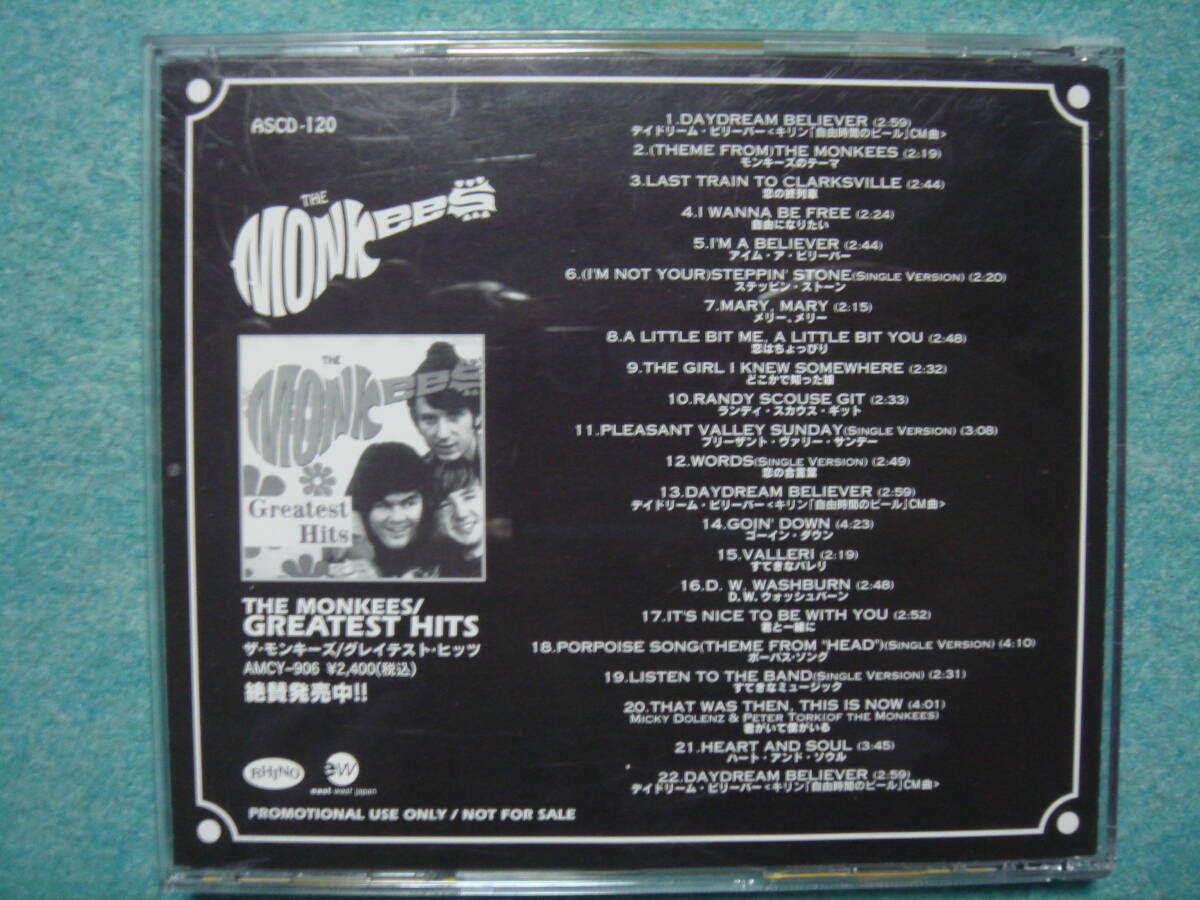 ASCD-120
THE
MONKEES
THE
MONKEES
Greatest
Hits
THE MONKEES/
GREATEST HITS
ザ・モンキーズ/グレイテスト・ヒッツ
AMCY-906 ¥2,400(税込)
絶賛発売中!!
RHINO
ew
east west japan
PROMOTIONAL USE ONLY / NOT FOR SALE
1.DAYDREAM BELIEVER (2:59)
デイドリーム・ビリーバー<キリン「自由時間のビール」CM曲>
2.(THEME FROM)THE MONKEES (2:19)
モンキーズのテーマ
3.LAST TRAIN TO CLARKSVILLE (2:44)
恋の終列車
4.I WANNA BE FREE (2:24)
自由になりたい
5.I'M A BELIEVER (2:44)
アイム・ア・ビリーバー
6.(I'M NOT YOUR)STEPPIN' STONE(SINGLE VERSION) (2:20)
ステッピン・ストーン
7.MARY, MARY (2:15)
メリー、メリー
8.A LITTLE BIT ME, A LITTLE BIT YOU (2:48)
恋はちょっぴり
9.THE GIRL I KNEW SOMEWHERE (2:32)
どこかで知った娘
10.RANDY SCOUSE GIT (2:33)
ランディ・スカウス・ギット
11.PLEASANT VALLEY SUNDAY(SINGLE VERSION) (3:08)
プリーザント・ヴァリー・サンデー
12.WORDS(SINGLE VERSION) (2:49)
恋の合言葉
13.DAYDREAM BELIEVER (2:59)
デイドリーム・ビリーバー<キリン「自由時間のビール」CM曲>
14.GOIN' DOWN (4:23)
ゴーイン・ダウン
15.VALLERI (2:19)
すてきなバレリ
16.D. W. WASHBURN (2:48)
D.W.ウォッシュバーン
17.IT'S NICE TO BE WITH YOU (2:52)
君と一緒に
18.PORPOISE SONG(THEME FROM "HEAD")(SINGLE VERSION) (4:10)
ポーパス・ソング
19.LISTEN TO THE BAND(SINGLE VERSION) (2:31)
すてきなミュージック
20.THAT WAS THEN, THIS IS NOW (4:01)
MICKY DOLENZ & PETER TORK(OF THE MONKEES)
君がいて僕がいる
21.HEART AND SOUL (3:45)
ハート・アンド・ソウル
22.DAYDREAM BELIEVER (2:59)
デイドリーム・ビリーバー<キリン「自由時間のビール」CM曲>